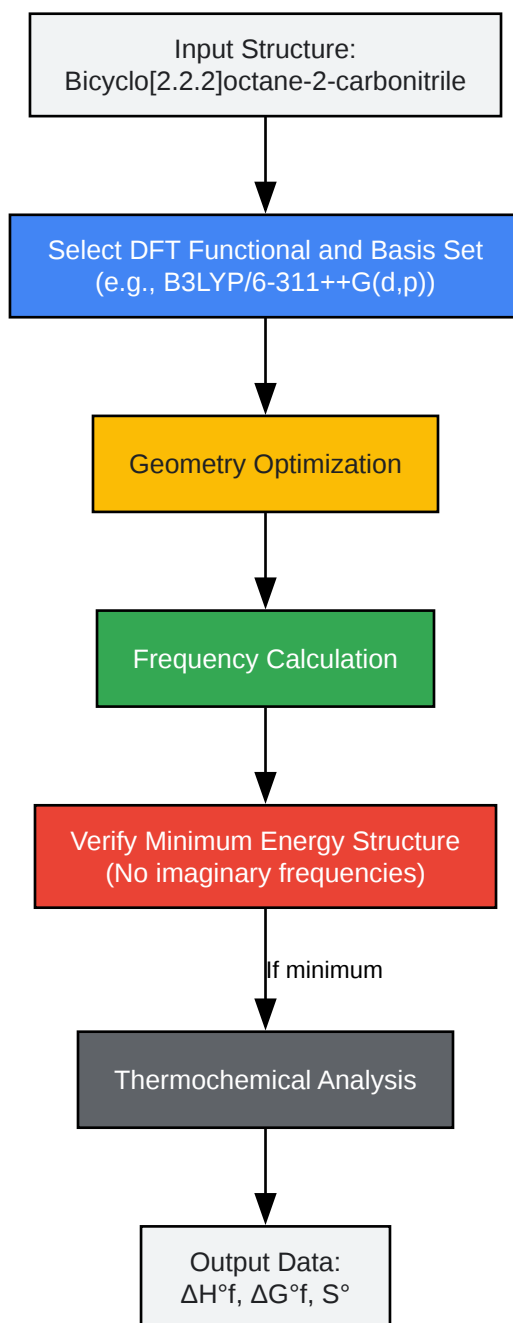 Input Structure:
Bicyclo[2.2.2]octane-2-carbonitrile
Select DFT Functional and Basis Set
(e.g., B3LYP/6-311++G(d,p))
Geometry Optimization
Frequency Calculation
Verify Minimum Energy Structure
(No imaginary frequencies)
If minimum
Thermochemical Analysis
Output Data:
ΔH°f, ΔG°f, S°